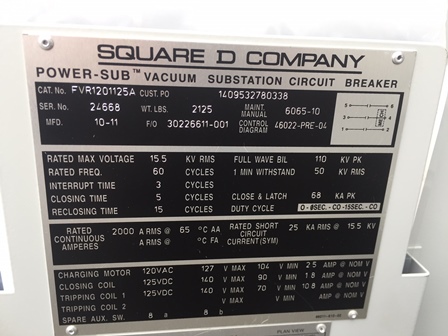 SQUARE D COMPANY
POWER-SUB™ VACUUM SUBSTATION CIRCUIT BREAKER
CAT. NO. FVR1201125A CUST. PO 1409532780338
SER. NO. 24668 WT. LBS. 2125 MAINT. MANUAL 6065-10
MFD. 10-11 F/O 30226611-001 CONTROL DIAGRAM 46022-PRE-04
RATED MAX VOLTAGE 15.5 KV RMS FULL WAVE BIL 110 KV PK
RATED FREQ. 60 CYCLES 1 MIN WITHSTAND 50 KV RMS
INTERRUPT TIME 3 CYCLES
CLOSING TIME 5 CYCLES CLOSE & LATCH 68 KA PK
RECLOSING 15 CYCLES DUTY CYCLE O-0SEC.-CO-15SEC.-CO
RATED CONTINUOUS AMPERES 2000 A RMS @ 65 °C AA RATED SHORT CIRCUIT CURRENT(SYM) 25 KA RMS @ 15.5 KV
A RMS @ °C FA
CHARGING MOTOR 120VAC 127 V MAX 104 V MIN 2.5 AMP @ NOM V
CLOSING COIL 125VDC 140 V MAX 90 V MIN 1.8 AMP @ NOM V
TRIPPING COIL 1 125VDC 140 V MAX 70 V MIN 10.8 AMP @ NOM V
TRIPPING COIL 2 V MAX V MIN AMP @ NOM V
SPARE AUX. SW. 8 a 8 b
PLAN VIEW